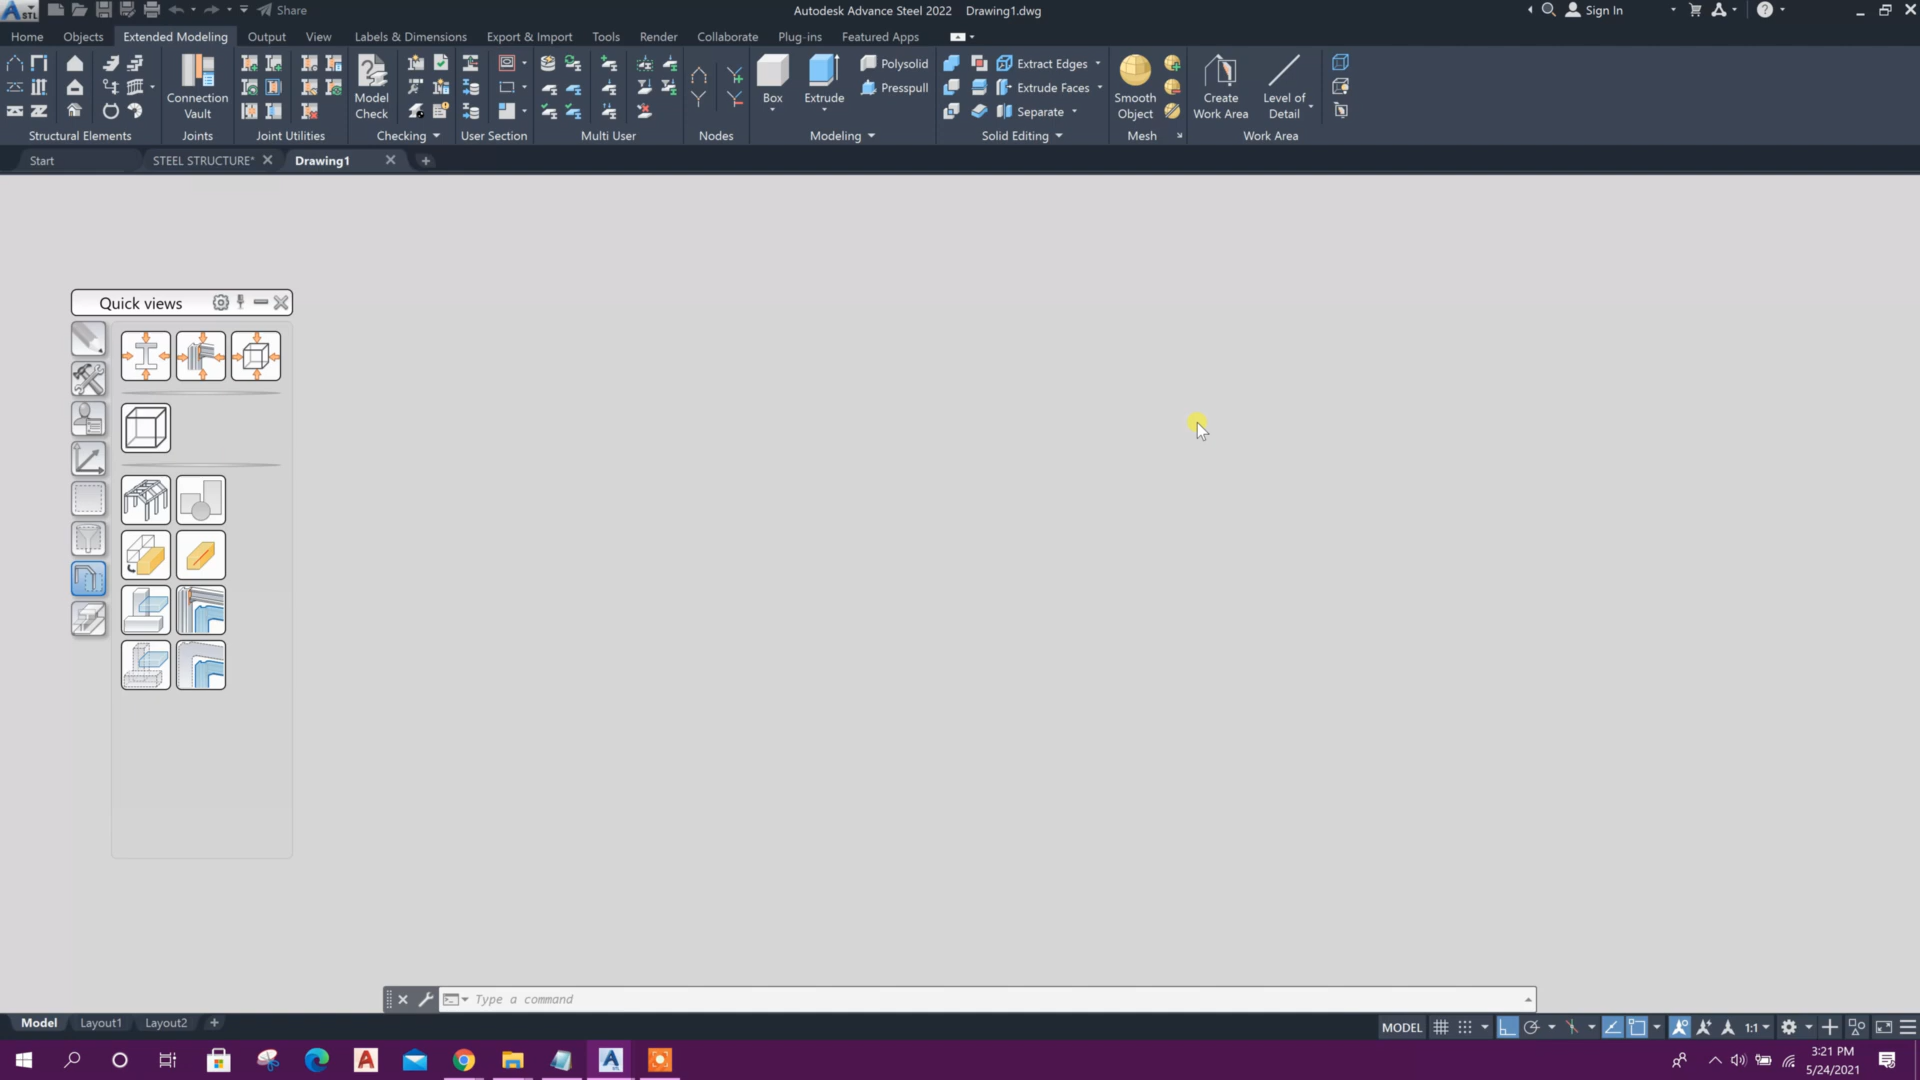 STL
Share
Autodesk Advance Steel 2022 Drawing1.dwg
Sign In
Home Objects Extended Modeling Output View Labels & Dimensions Export & Import Tools Render Collaborate Plug-ins Featured Apps
Connection Vault
Model Check
Box
Extrude
Polysolid
Presspull
Extract Edges
Extrude Faces
Separate
Smooth Object
Create Work Area
Level of Detail
Structural Elements Joints Joint Utilities Checking User Section Multi User Nodes Modeling Solid Editing Mesh Work Area
Start STEEL STRUCTURE* Drawing1
Quick views
Type a command
Model Layout1 Layout2
MODEL 1:1
3:21 PM
5/24/2021